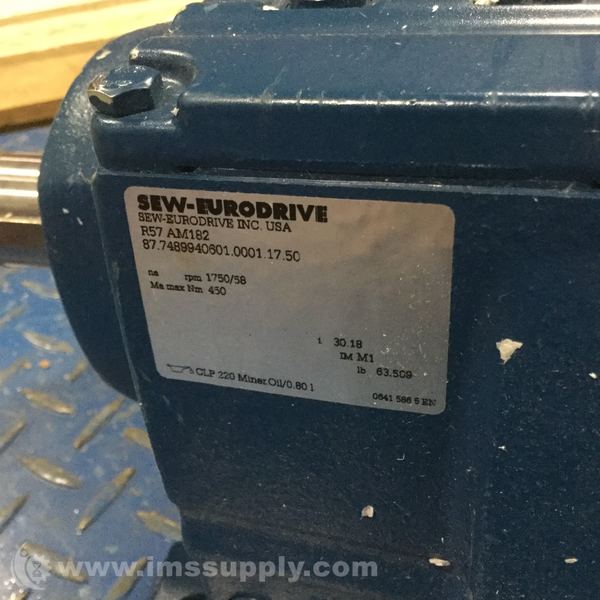 SEW-EURODRIVE
SEW-EURODRIVE INC. USA
R57 AM182
87.7489940601.0001.17.50
na rpm 1750/58
Ma max Nm 450
i 30.18
IM M1
lb 63.509
CLP 220 Miner.Oil/0.80 l
0641 586 5 EN
www.imssupply.com